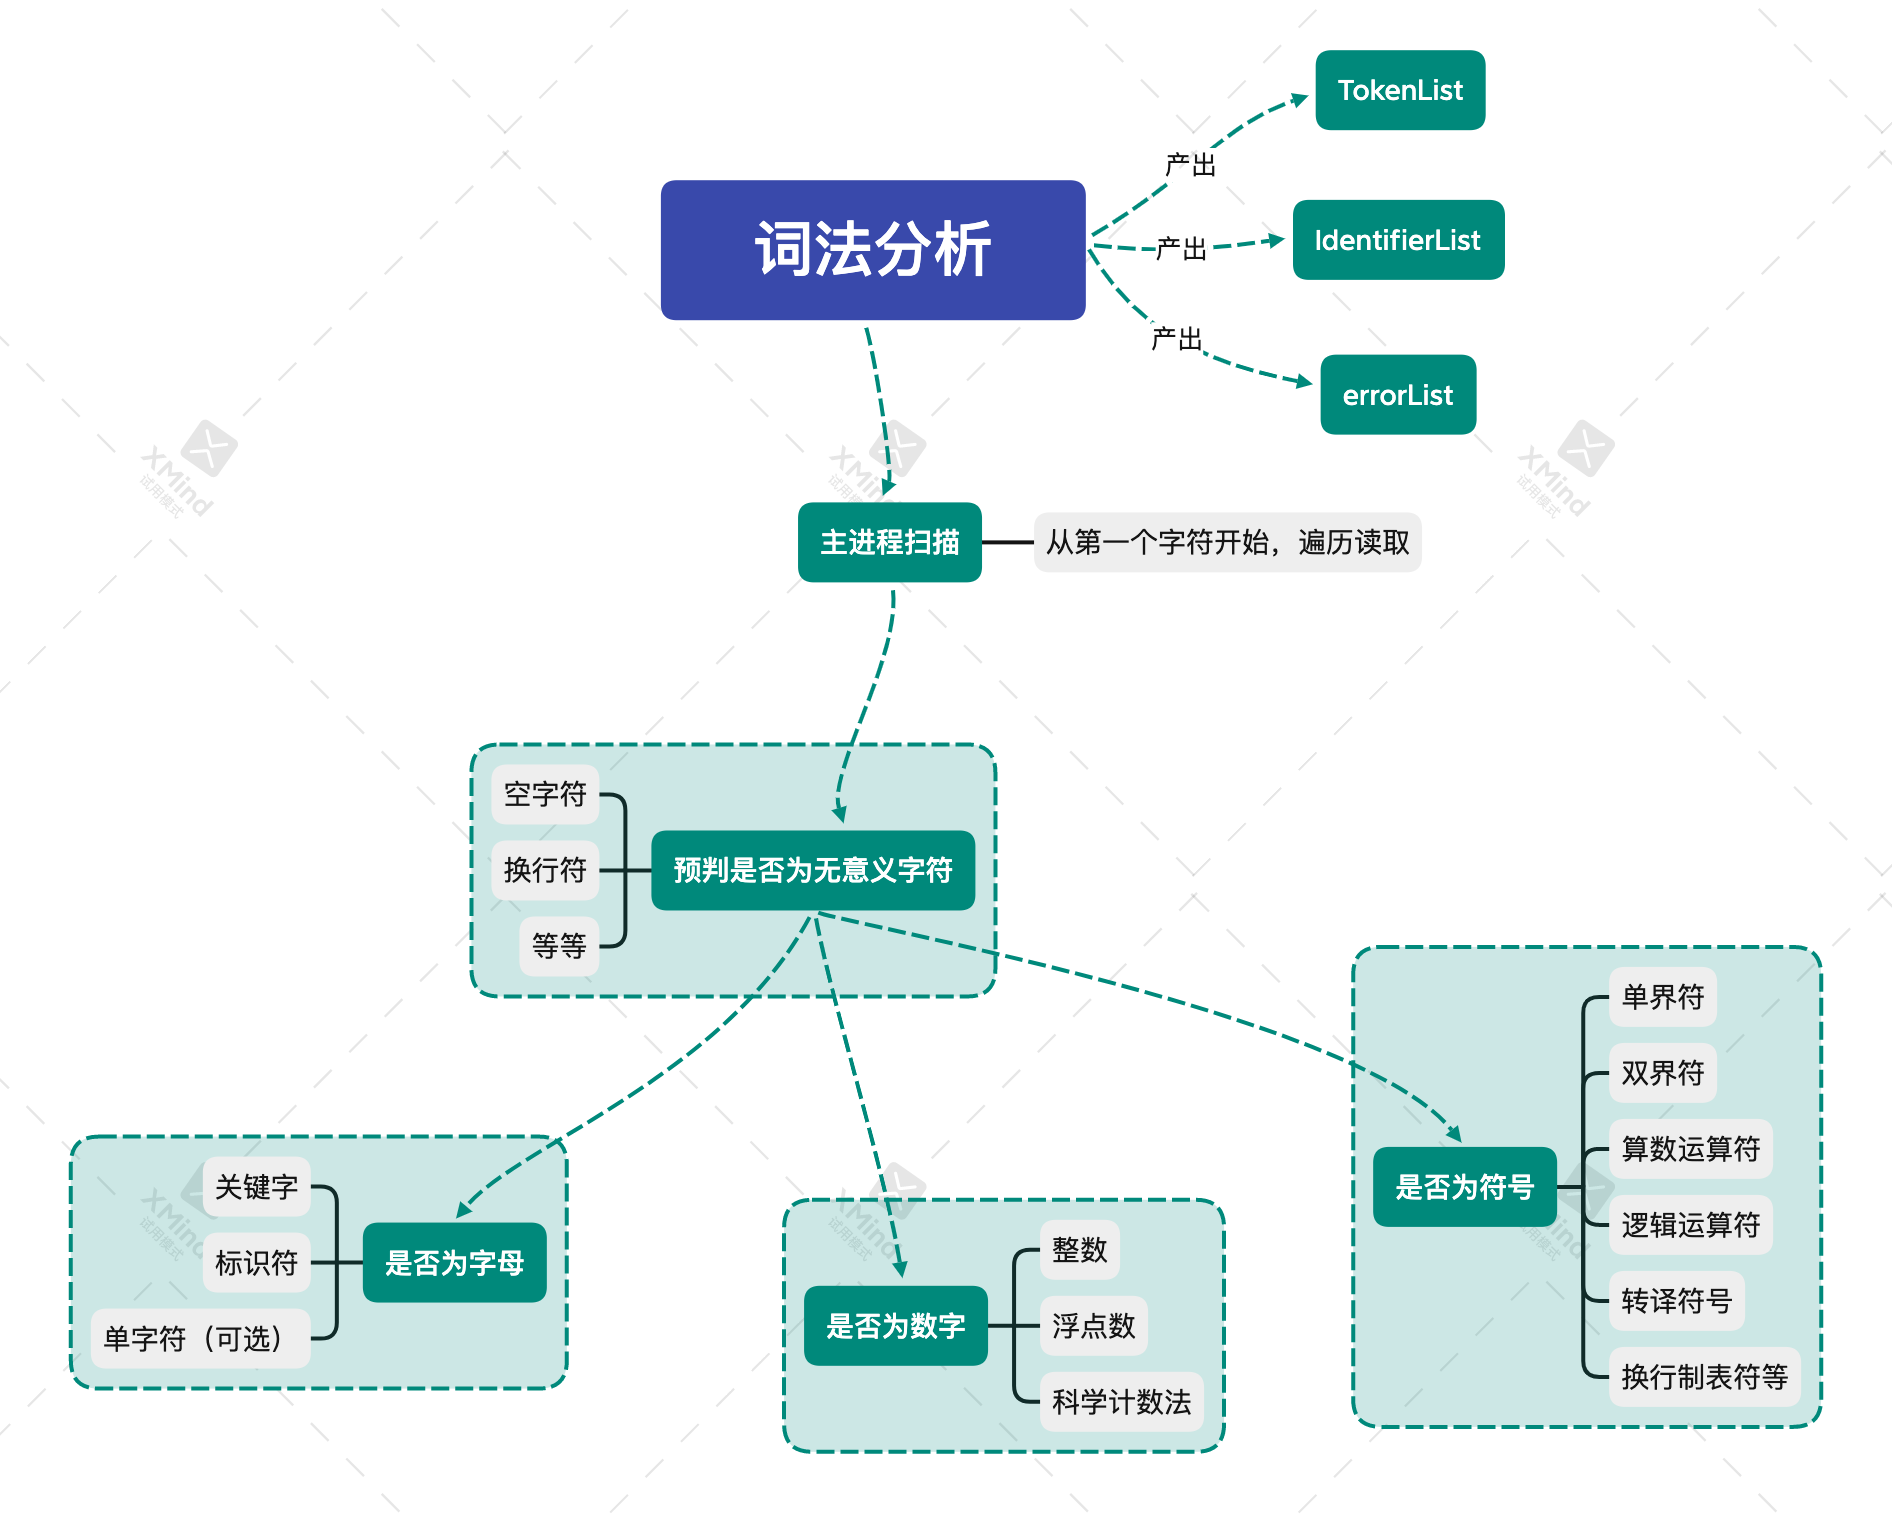 TokenList
产出
词法分析
产出
IdentifierList
产出
errorList
XMind
试用模式
XMind
试用模
XMind
试用模式
主进程扫描
从第一个字符开始，遍历读取
空字符
换行符
预判是否为无意义字符
等等
单界符
双界符
算数运算符
是否为符号
逻辑运算符
转译符号
换行制表符等
关键字
标识符
是否为字母
单字符（可选）
XMind
试用模式
整数
浮点数
是否为数字
科学计数法
XMind
试用模式
XMind
试用模式